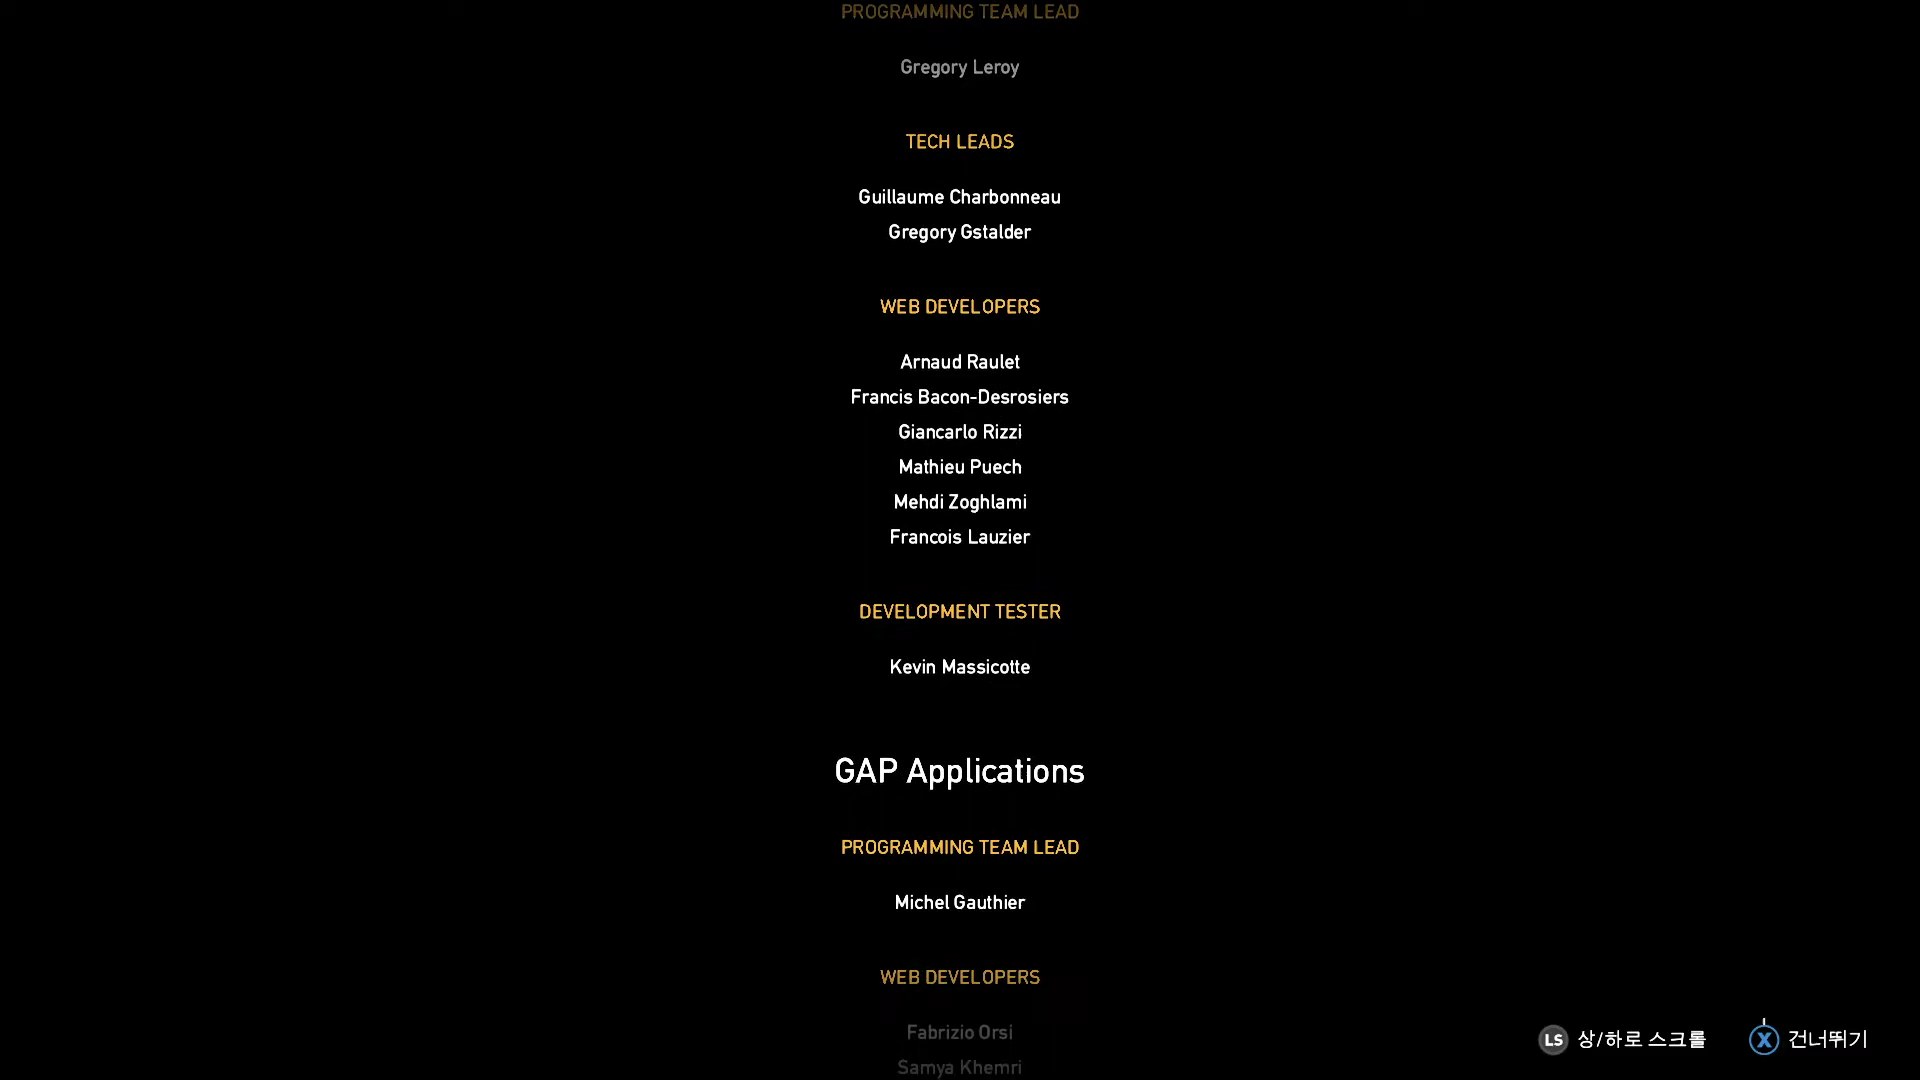 PROGRAMMING TEAM LEAD
Gregory Leroy
TECH LEADS
Guillaume Charbonneau
Gregory Gstalder
WEB DEVELOPERS
Arnaud Raulet
Francis Bacon-Desrosiers
Giancarlo Rizzi
Mathieu Puech
Mehdi Zoghlami
Francois Lauzier
DEVELOPMENT TESTER
Kevin Massicotte
GAP Applications
PROGRAMMING TEAM LEAD
Michel Gauthier
WEB DEVELOPERS
Fabrizio Orsi
Samya Khemri
LS 상/하로 스크롤 X 건너뛰기